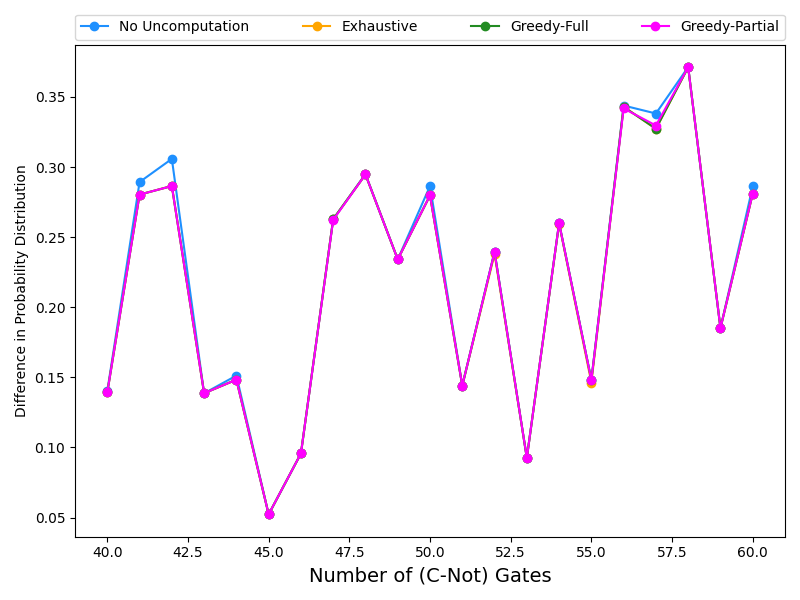 No Uncomputation Exhaustive Greedy-Full Greedy-Partial
Difference in Probability Distribution
0.35
0.30
0.25
0.20
0.15
0.10
0.05
40.0 42.5 45.0 47.5 50.0 52.5 55.0 57.5 60.0
Number of (C-Not) Gates